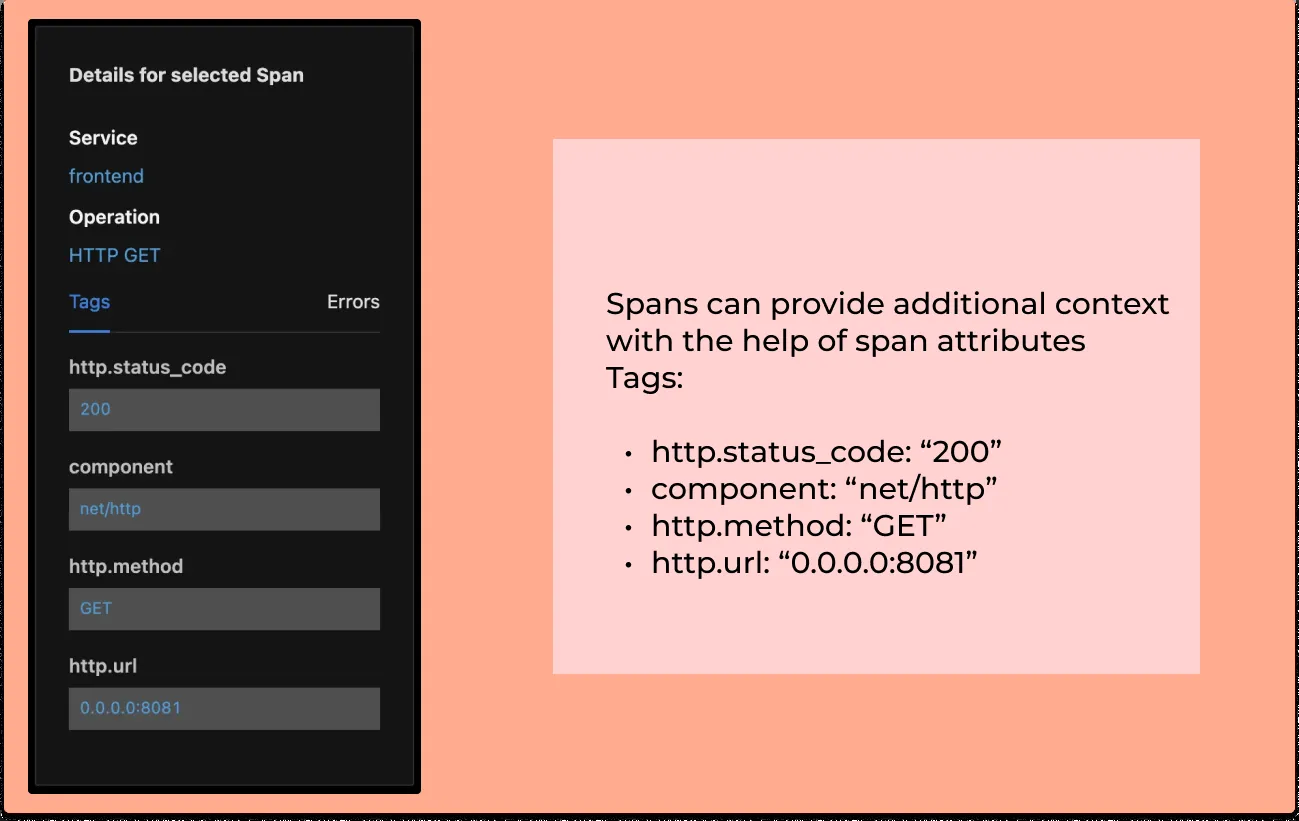 Details for selected Span
Service
frontend
Operation
HTTP GET
Tags
Errors
http.status_code
200
component
net/http
http.method
GET
http.url
0.0.0.0:8081
Spans can provide additional context
with the help of span attributes
Tags:
• http.status_code: “200”
• component: “net/http”
• http.method: “GET”
• http.url: “0.0.0.0:8081”